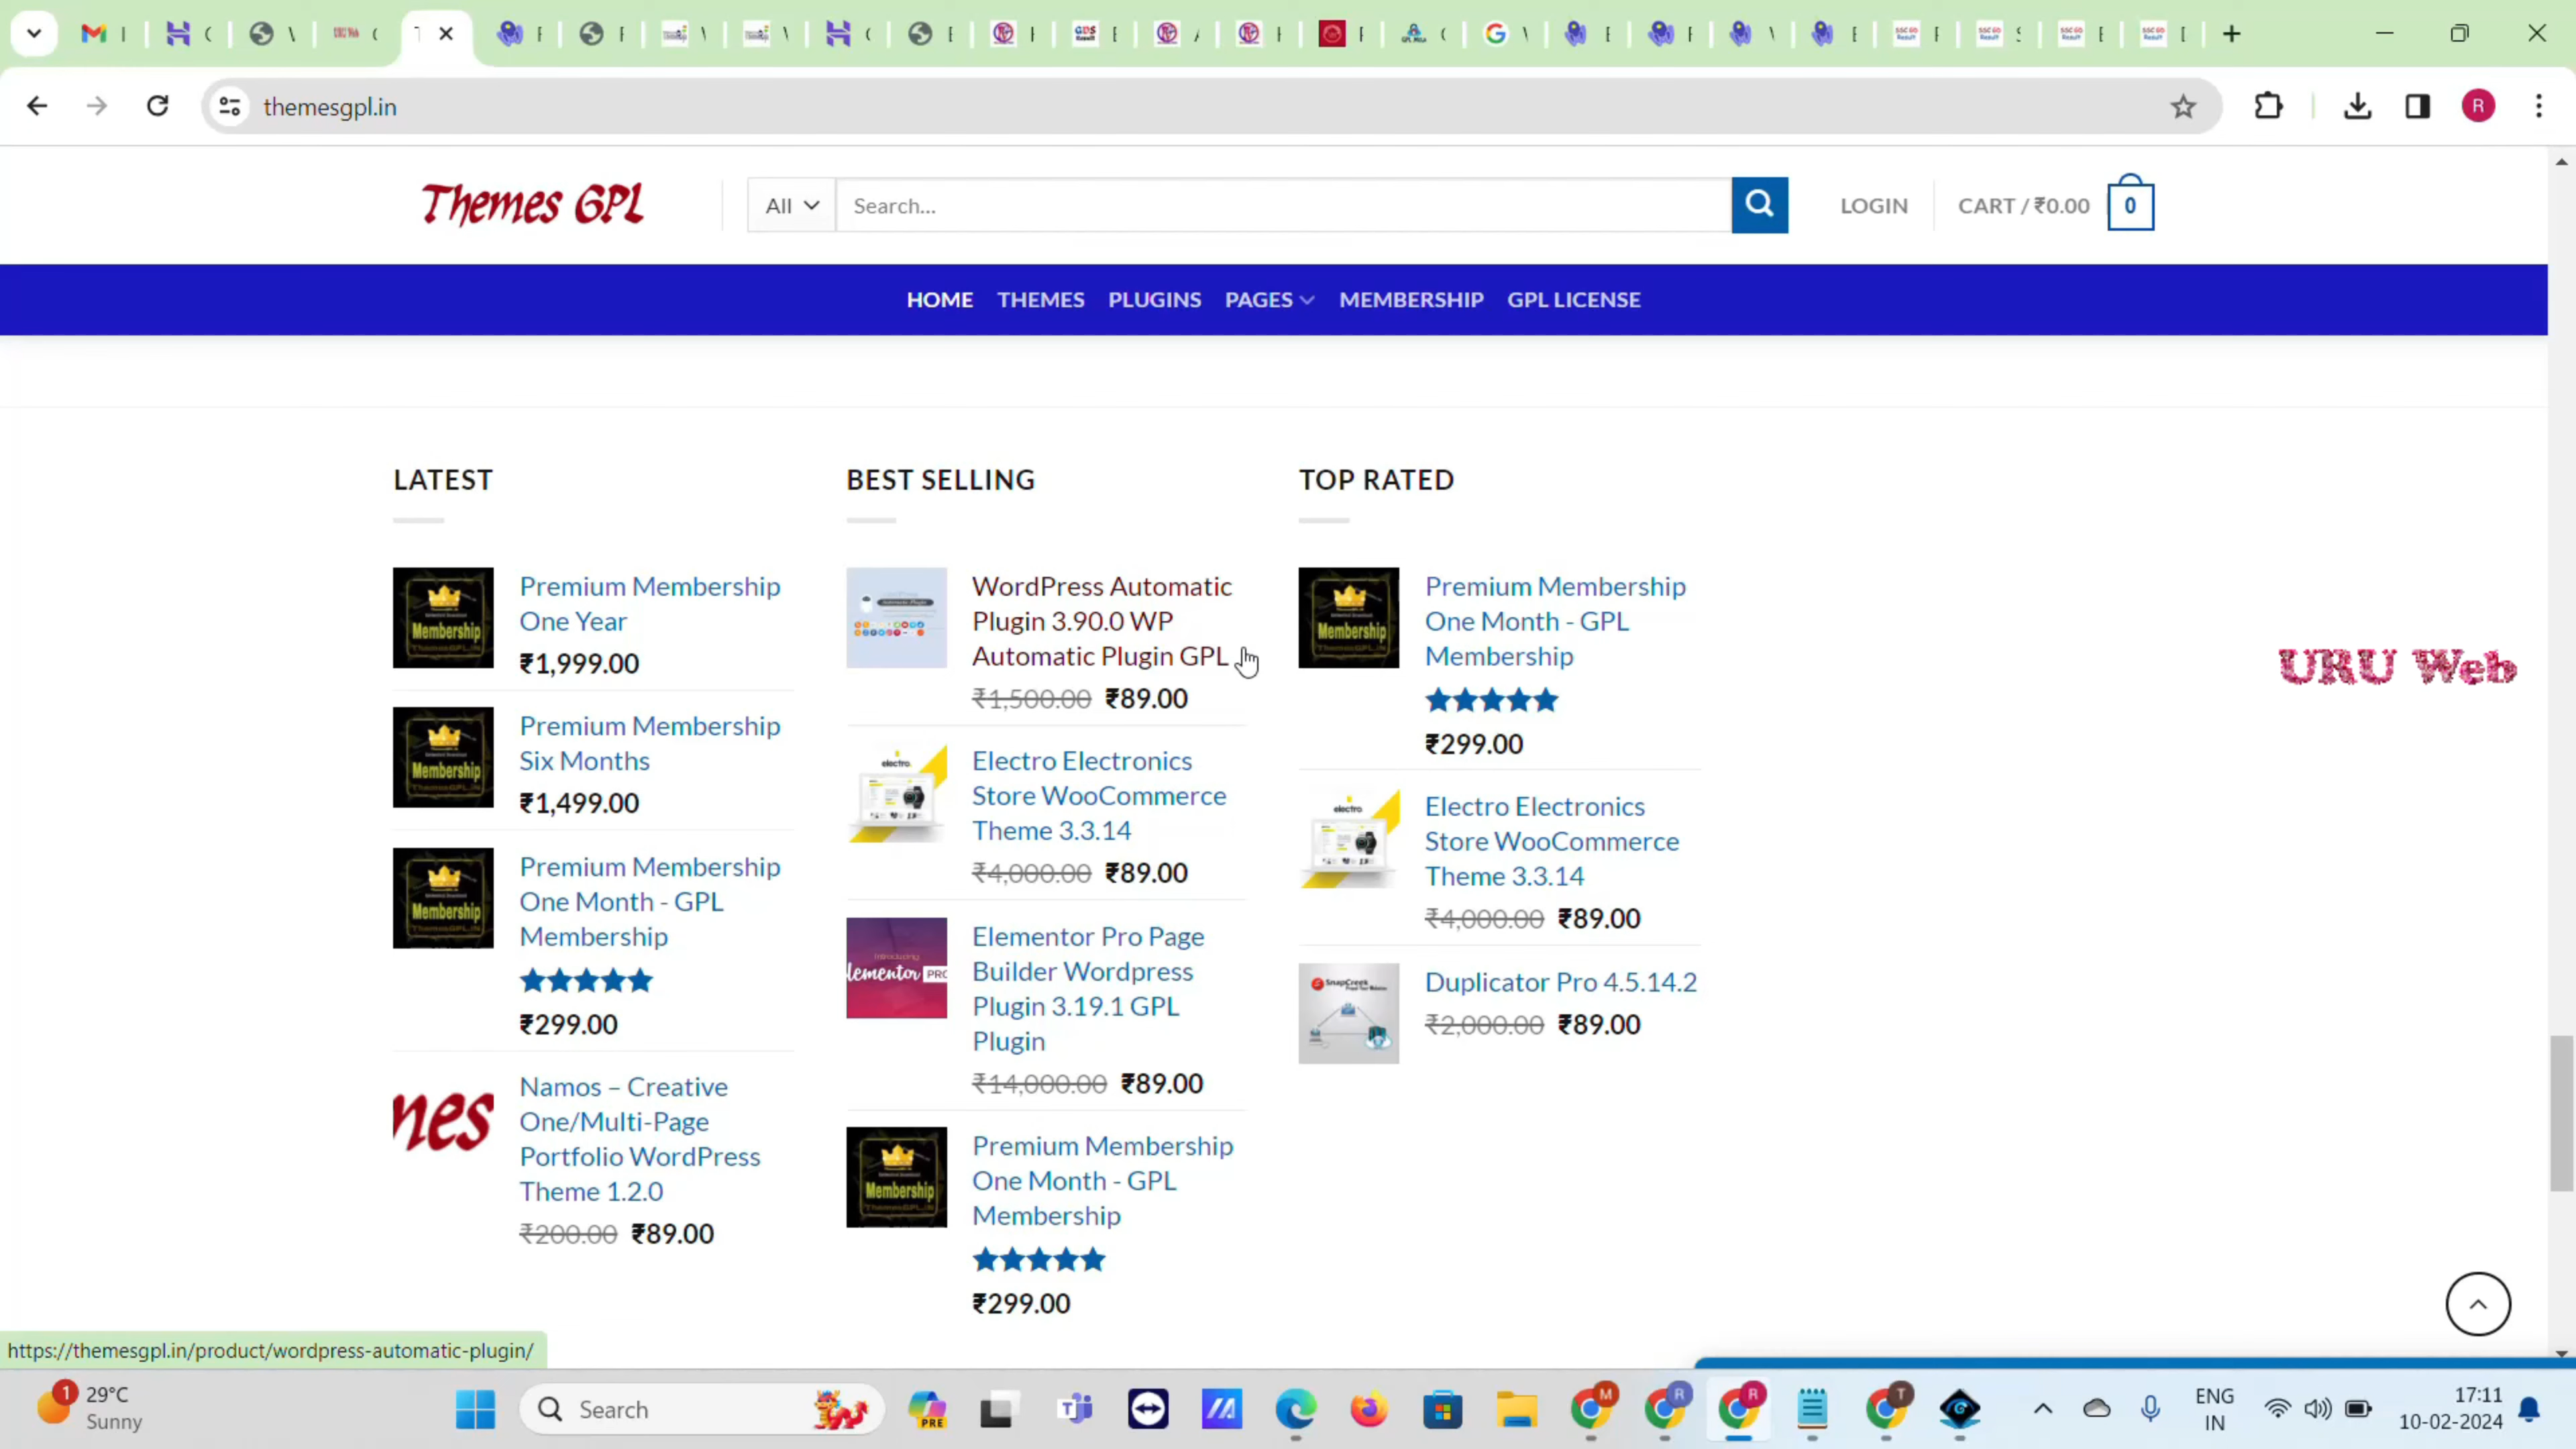 themesgpl.in
Themes GPL
All
Search...
LOGIN
CART / ₹0.00
0
HOME
THEMES
PLUGINS
PAGES
MEMBERSHIP
GPL LICENSE
LATEST
Premium Membership
One Year
₹1,999.00
Premium Membership
Six Months
₹1,499.00
Premium Membership
One Month - GPL
Membership
₹299.00
Namos – Creative
One/Multi-Page
Portfolio WordPress
Theme 1.2.0
₹200.00 ₹89.00
BEST SELLING
WordPress Automatic
Plugin 3.90.0 WP
Automatic Plugin GPL
₹1,500.00 ₹89.00
Electro Electronics
Store WooCommerce
Theme 3.3.14
₹4,000.00 ₹89.00
Elementor Pro Page
Builder Wordpress
Plugin 3.19.1 GPL
Plugin
₹14,000.00 ₹89.00
Premium Membership
One Month - GPL
Membership
₹299.00
TOP RATED
Premium Membership
One Month - GPL
Membership
₹299.00
Electro Electronics
Store WooCommerce
Theme 3.3.14
₹4,000.00 ₹89.00
Duplicator Pro 4.5.14.2
₹2,000.00 ₹89.00
URU Web
https://themesgpl.in/product/wordpress-automatic-plugin/
1
29°C
Sunny
Search
PRE
ENG
IN
17:11
10-02-2024